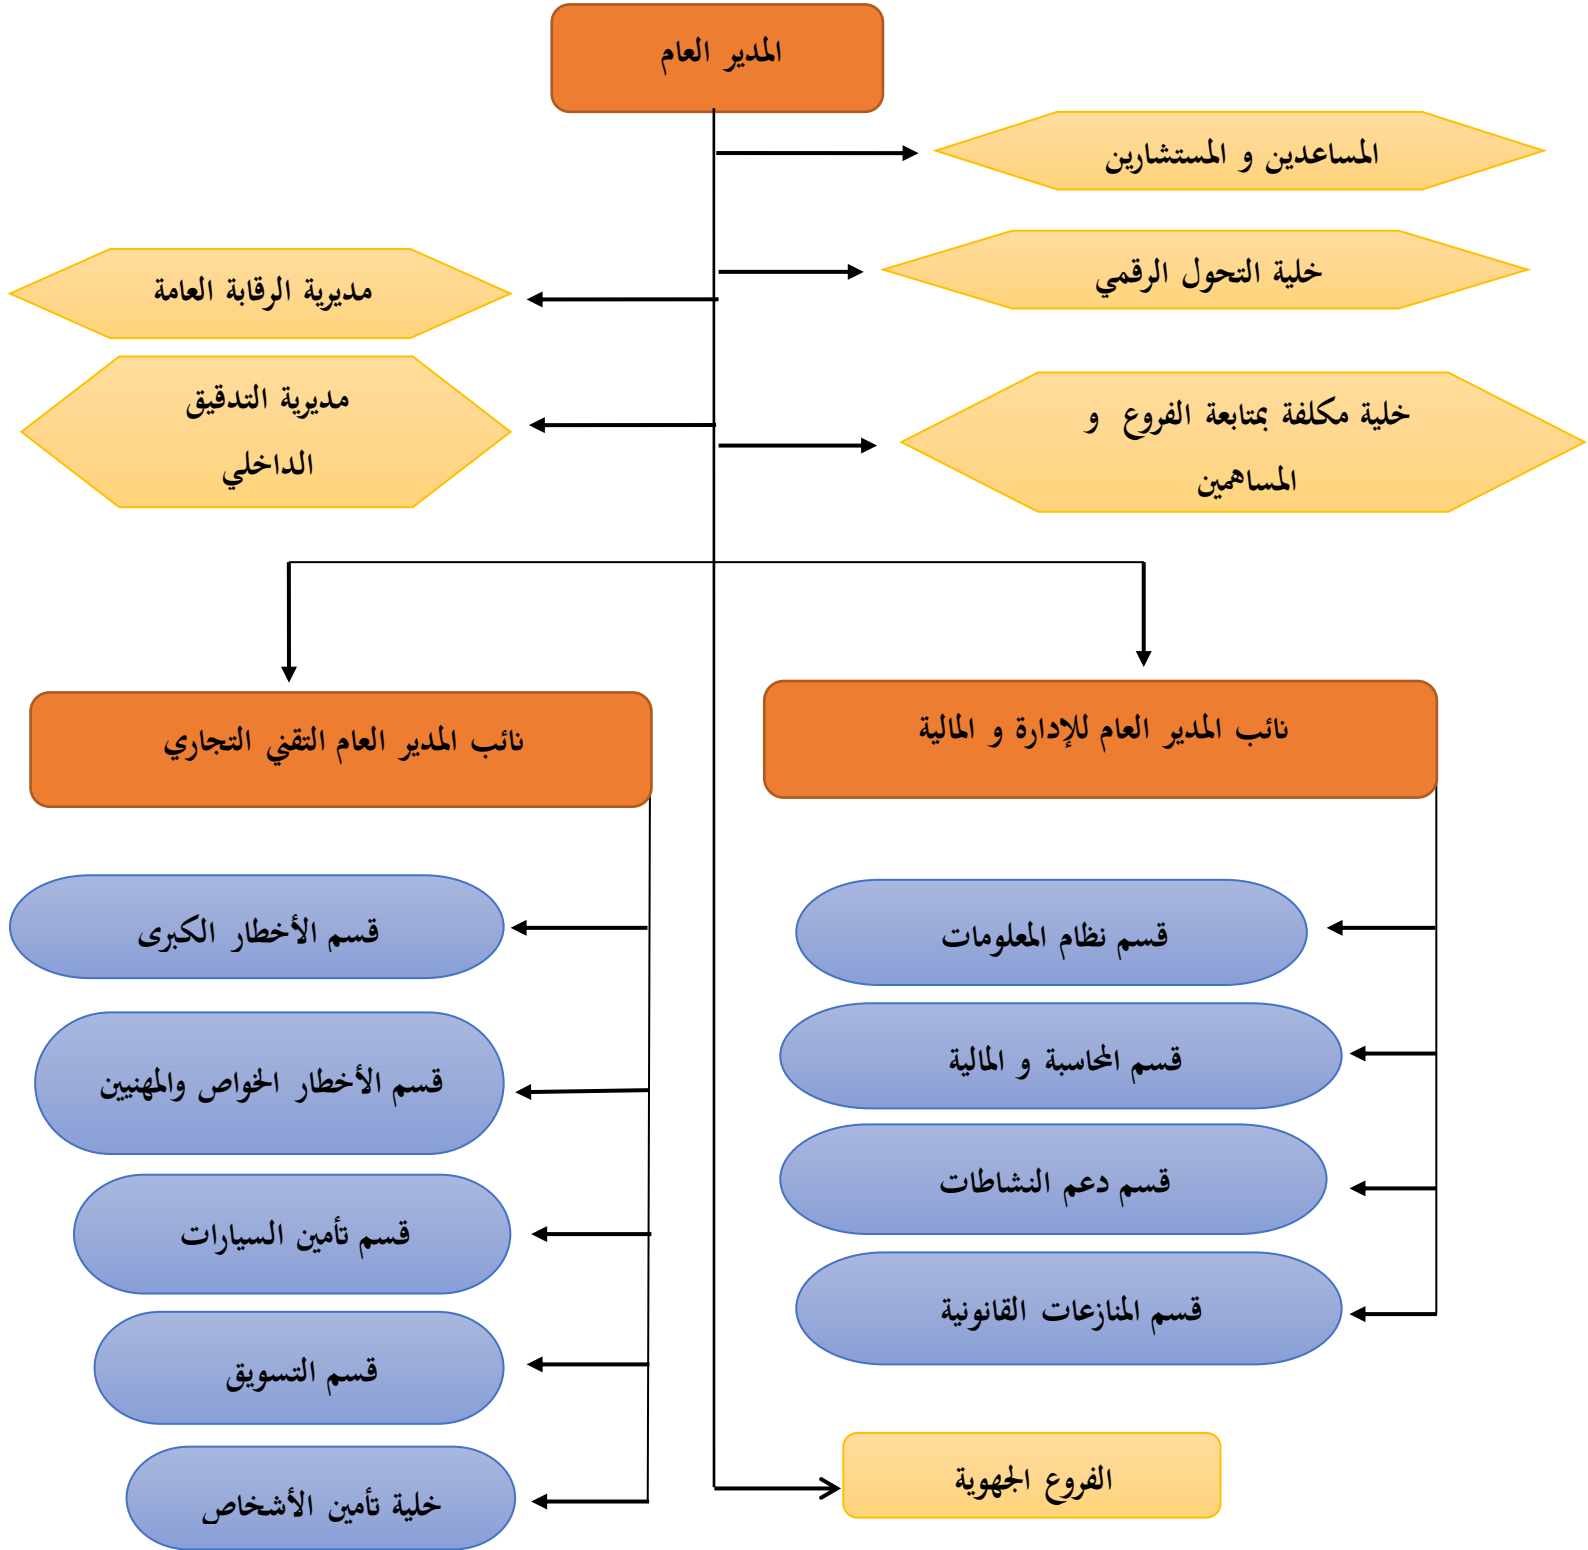 المدير العام
المساعدين و المستشارين
خلية التحول الرقمي
مديرية الرقابة العامة
مديرية التدقيق
الداخلي
خلية مكلفة بمتابعة الفروع و
المساهمين
نائب المدير العام للإدارة و المالية
نائب المدير العام التقني التجاري
قسم نظام المعلومات
قسم المحاسبة و المالية
قسم دعم النشاطات
قسم المنازعات القانونية
قسم الأخطار الكبرى
قسم الأخطار الخواص والمهنيين
قسم تأمين السيارات
قسم التسويق
خلية تأمين الأشخاص
الفروع الجهوية